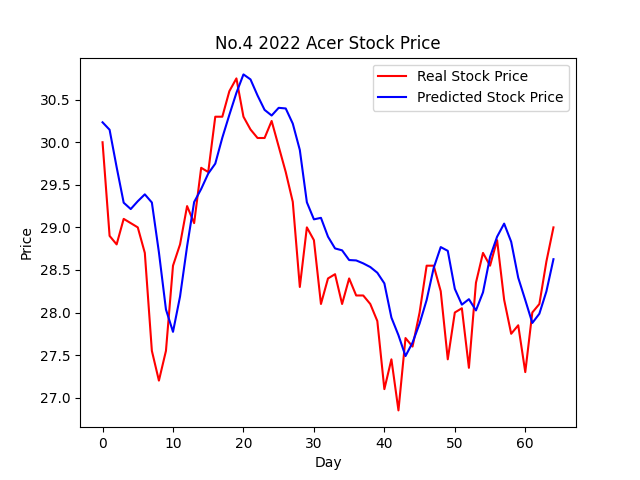 No.4 2022 Acer Stock Price
Real Stock Price
Predicted Stock Price
Price
30.5
30.0
29.5
29.0
28.5
28.0
27.5
27.0
0 10 20 30 40 50 60
Day